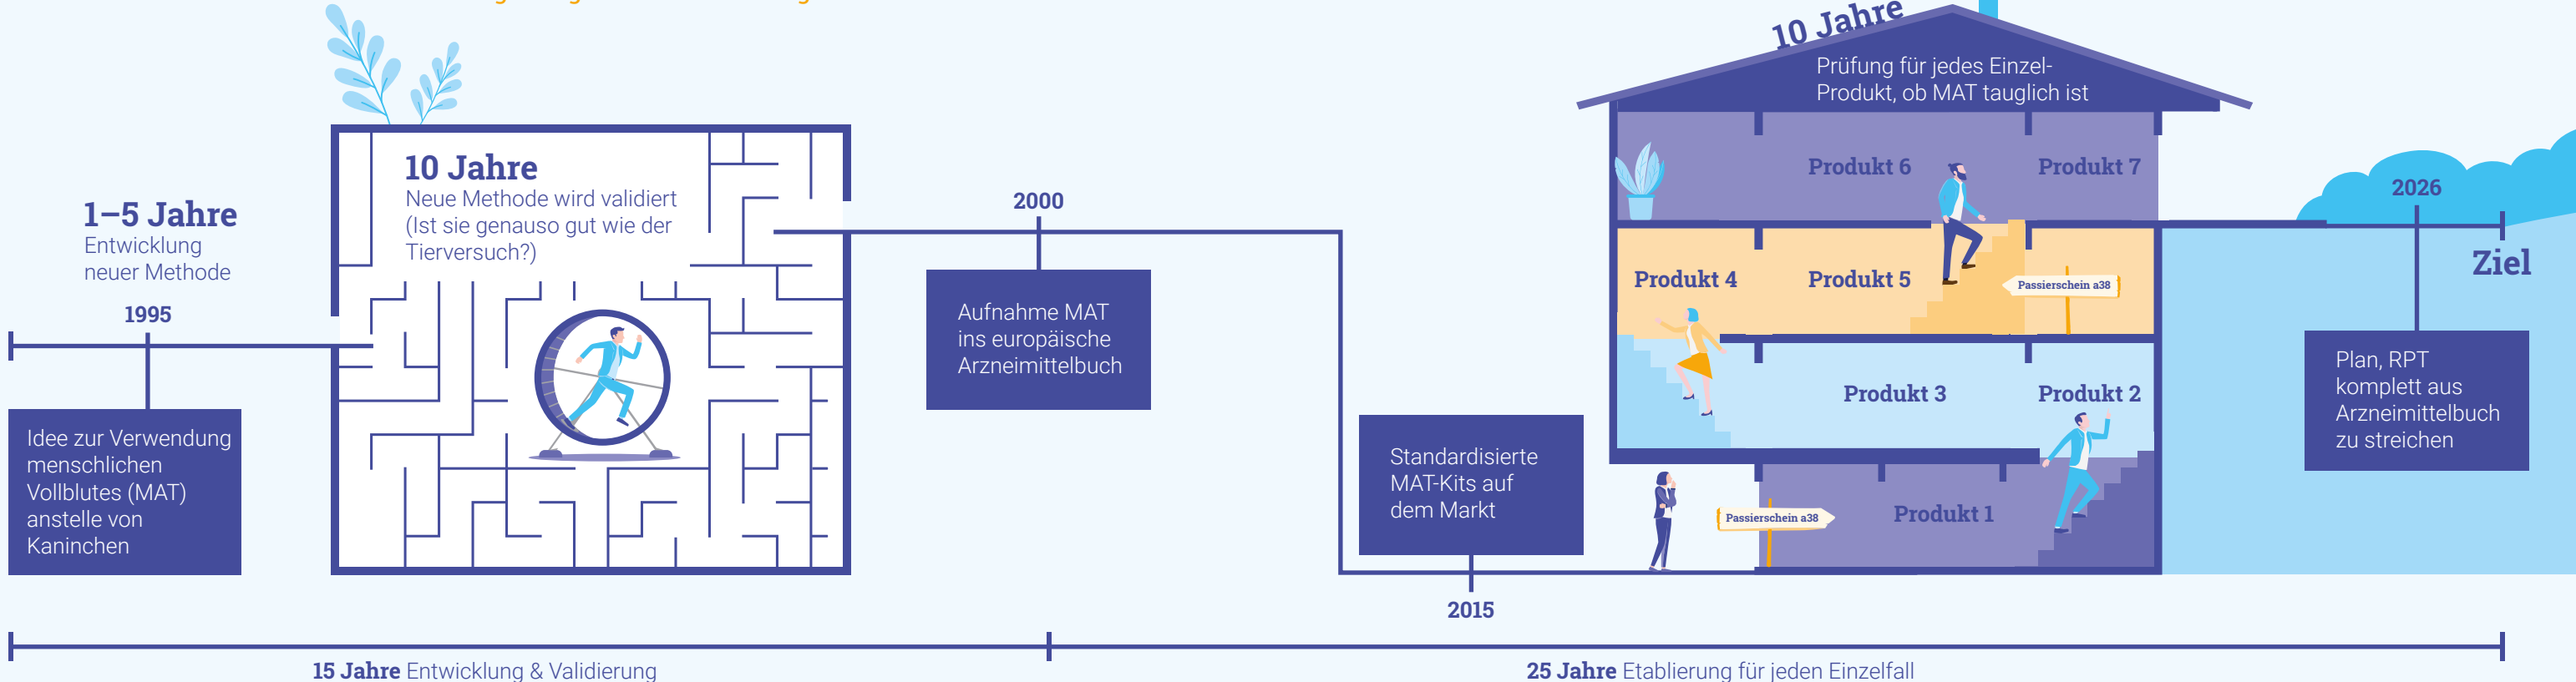 1–5 Jahre
Entwicklung
neuer Methode
1995
Idee zur Verwendung
menschlichen
Vollblutes (MAT)
anstelle von
Kaninchen
10 Jahre
Neue Methode wird validiert
(Ist sie genauso gut wie der
Tierversuch?)
2000
Aufnahme MAT
ins europäische
Arzneimittelbuch
Standardisierte
MAT-Kits auf
dem Markt
2015
10 Jahre
Prüfung für jedes Einzel-
Produkt, ob MAT tauglich ist
Produkt 6
Produkt 7
Produkt 4
Produkt 5
Passierschein a38
Produkt 3
Produkt 2
Passierschein a38
Produkt 1
2026
Ziel
Plan, RPT
komplett aus
Arzneimittelbuch
zu streichen
15 Jahre Entwicklung & Validierung
25 Jahre Etablierung für jeden Einzelfall